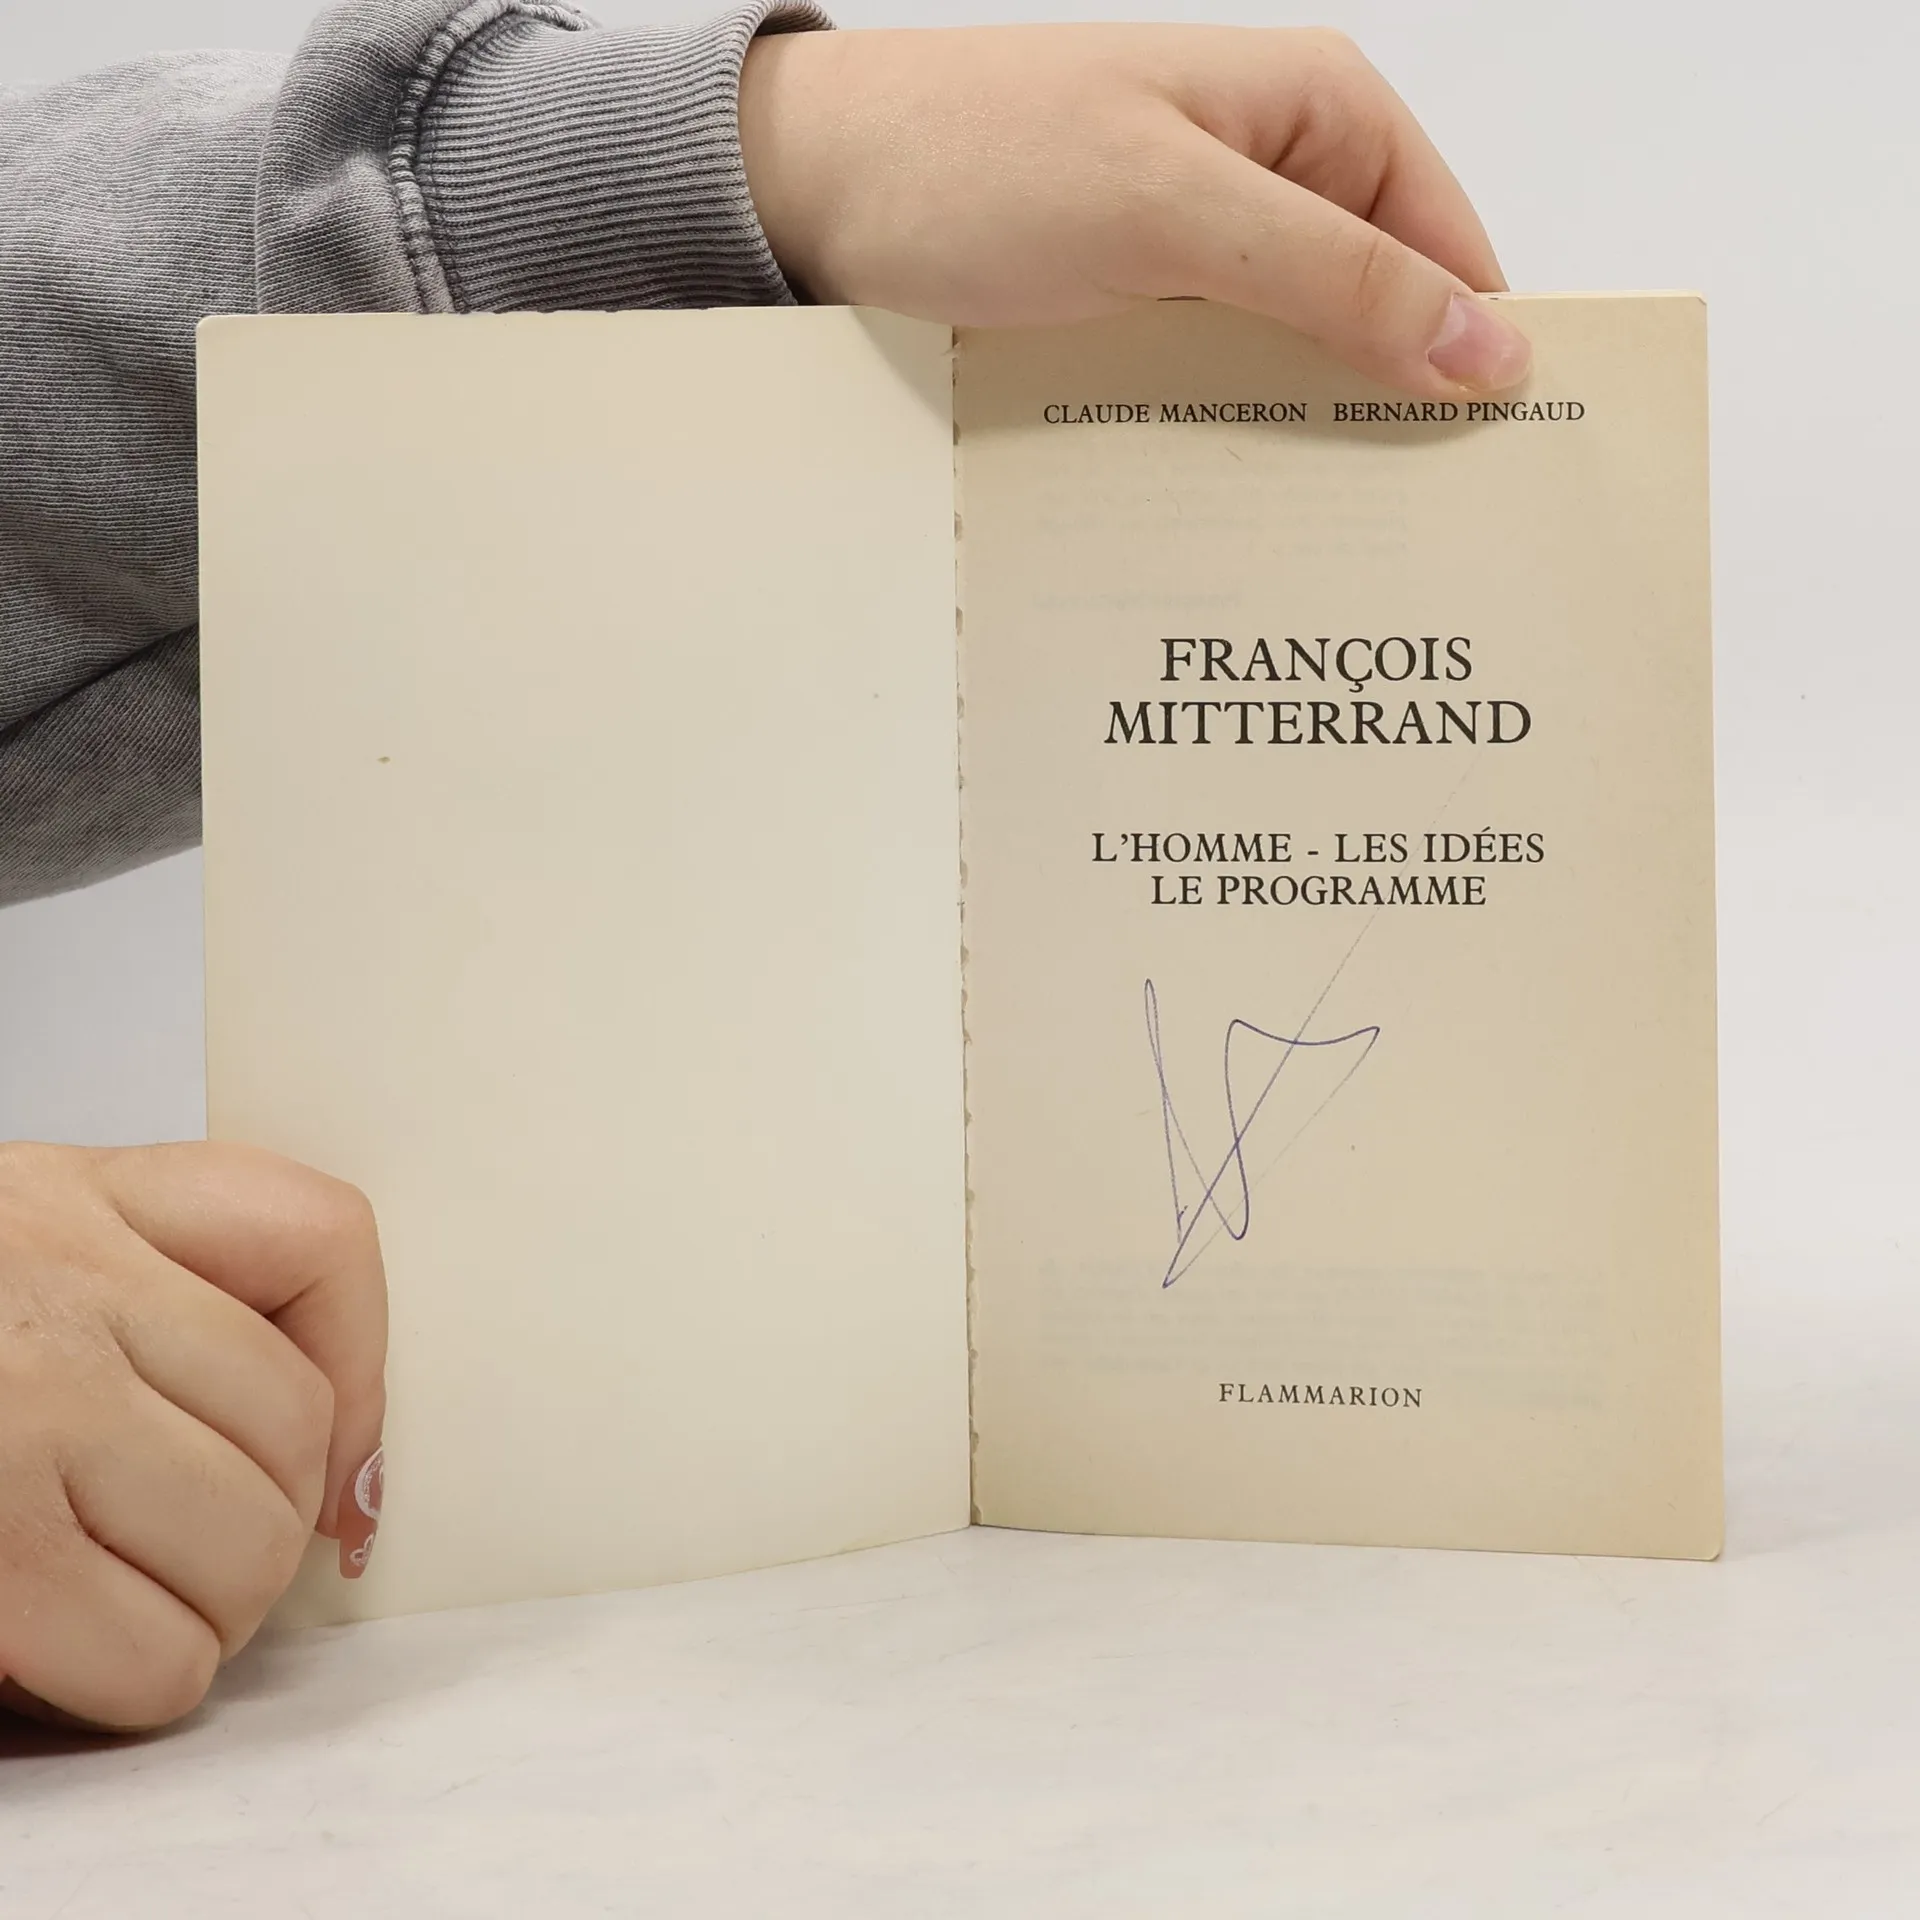 CLAUDE MANCERON BERNARD PINGAUD
FRANÇOIS
MITTERRAND
L'HOMME - LES IDÉES
LE PROGRAMME
FLAMMARION